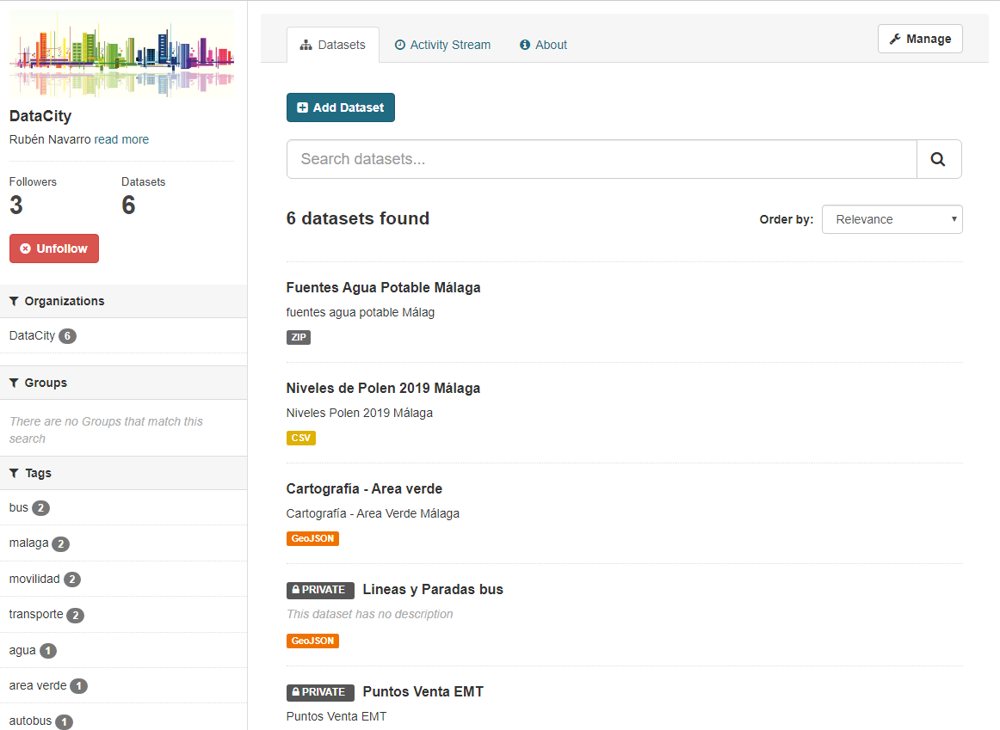 DataCity
Rubén Navarro read more
Followers
3
Datasets
6
Unfollow
Organizations
DataCity 6
Groups
There are no Groups that match this
search
Tags
bus 2
malaga 2
movilidad 2
transporte 2
agua 1
area verde 1
autobus 1
Datasets
Activity Stream
About
Manage
Add Dataset
Search datasets...
6 datasets found
Order by:
Relevance
Fuentes Agua Potable Málaga
fuentes agua potable Málag
ZIP
Niveles de Polen 2019 Málaga
Niveles Polen 2019 Málaga
CSV
Cartografía - Area verde
Cartografía - Area Verde Málaga
GeoJSON
PRIVATE Lineas y Paradas bus
This dataset has no description
GeoJSON
PRIVATE Puntos Venta EMT
Puntos Venta EMT